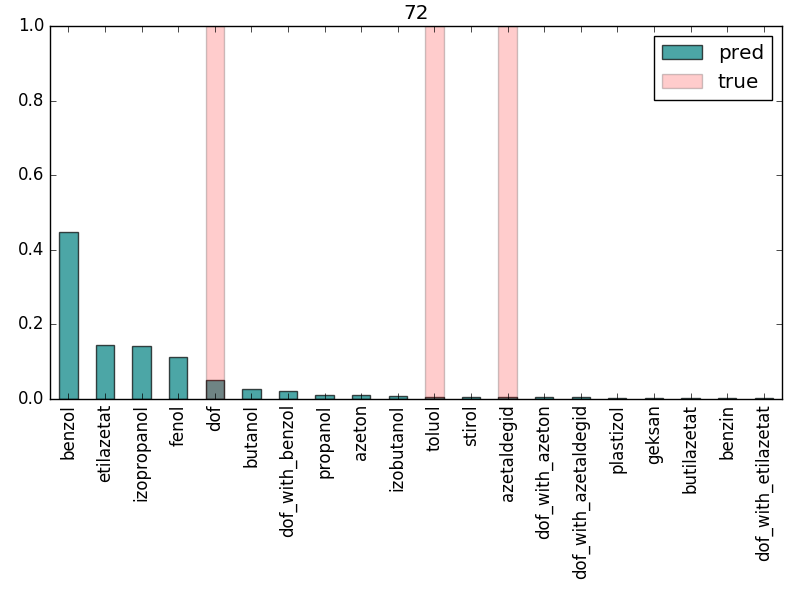 72
1.0
0.8
0.6
0.4
0.2
0.0
pred
true
benzol
etilazetat
izopropanol
fenol
dof
butanol
dof_with_benzol
propanol
azeton
izobutanol
toluol
stirol
azetaldegid
dof_with_azeton
dof_with_azetaldegid
plastizol
geksan
butilazetat
benzin
dof_with_etilazetat